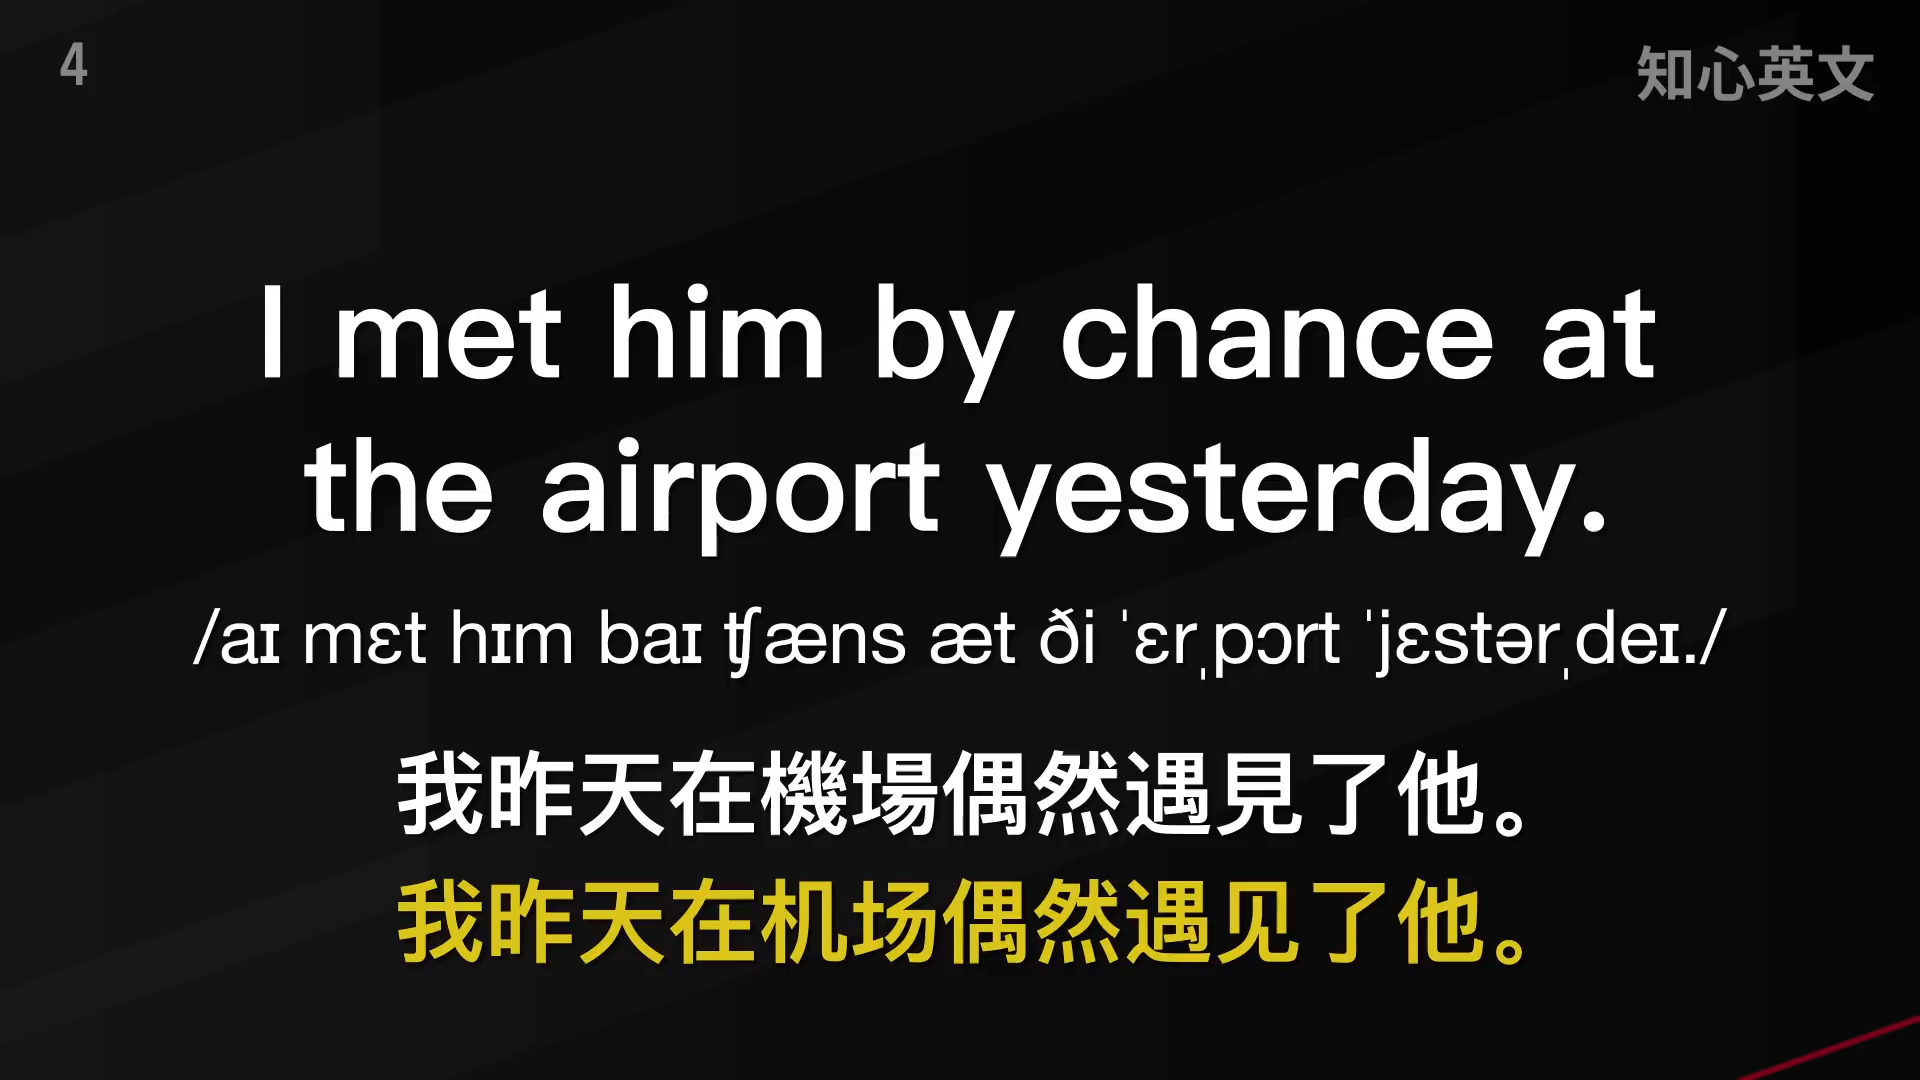 4
知心英文
I met him by chance at
the airport yesterday.
/aɪ mɛt hɪm baɪ ʧæns æt ði ˈɛrˌpɔrt ˈjɛstərˌdeɪ./
我昨天在機場偶然遇見了他。
我昨天在机场偶然遇见了他。